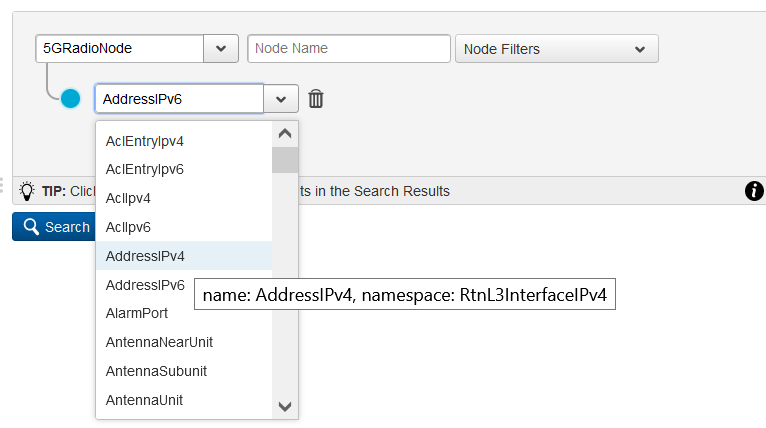 5GRadioNode
Node Name
Node Filters
AddressIPv6
AclEntryIpv4
AclEntryIpv6
TIP: Clic
ts in the Search Results
AclIpv4
Search
AclIpv6
AddressIPv4
AddressIPv6
name: AddressIPv4, namespace: RtnL3InterfaceIPv4
AlarmPort
AntennaNearUnit
AntennaSubunit
AntennaUnit